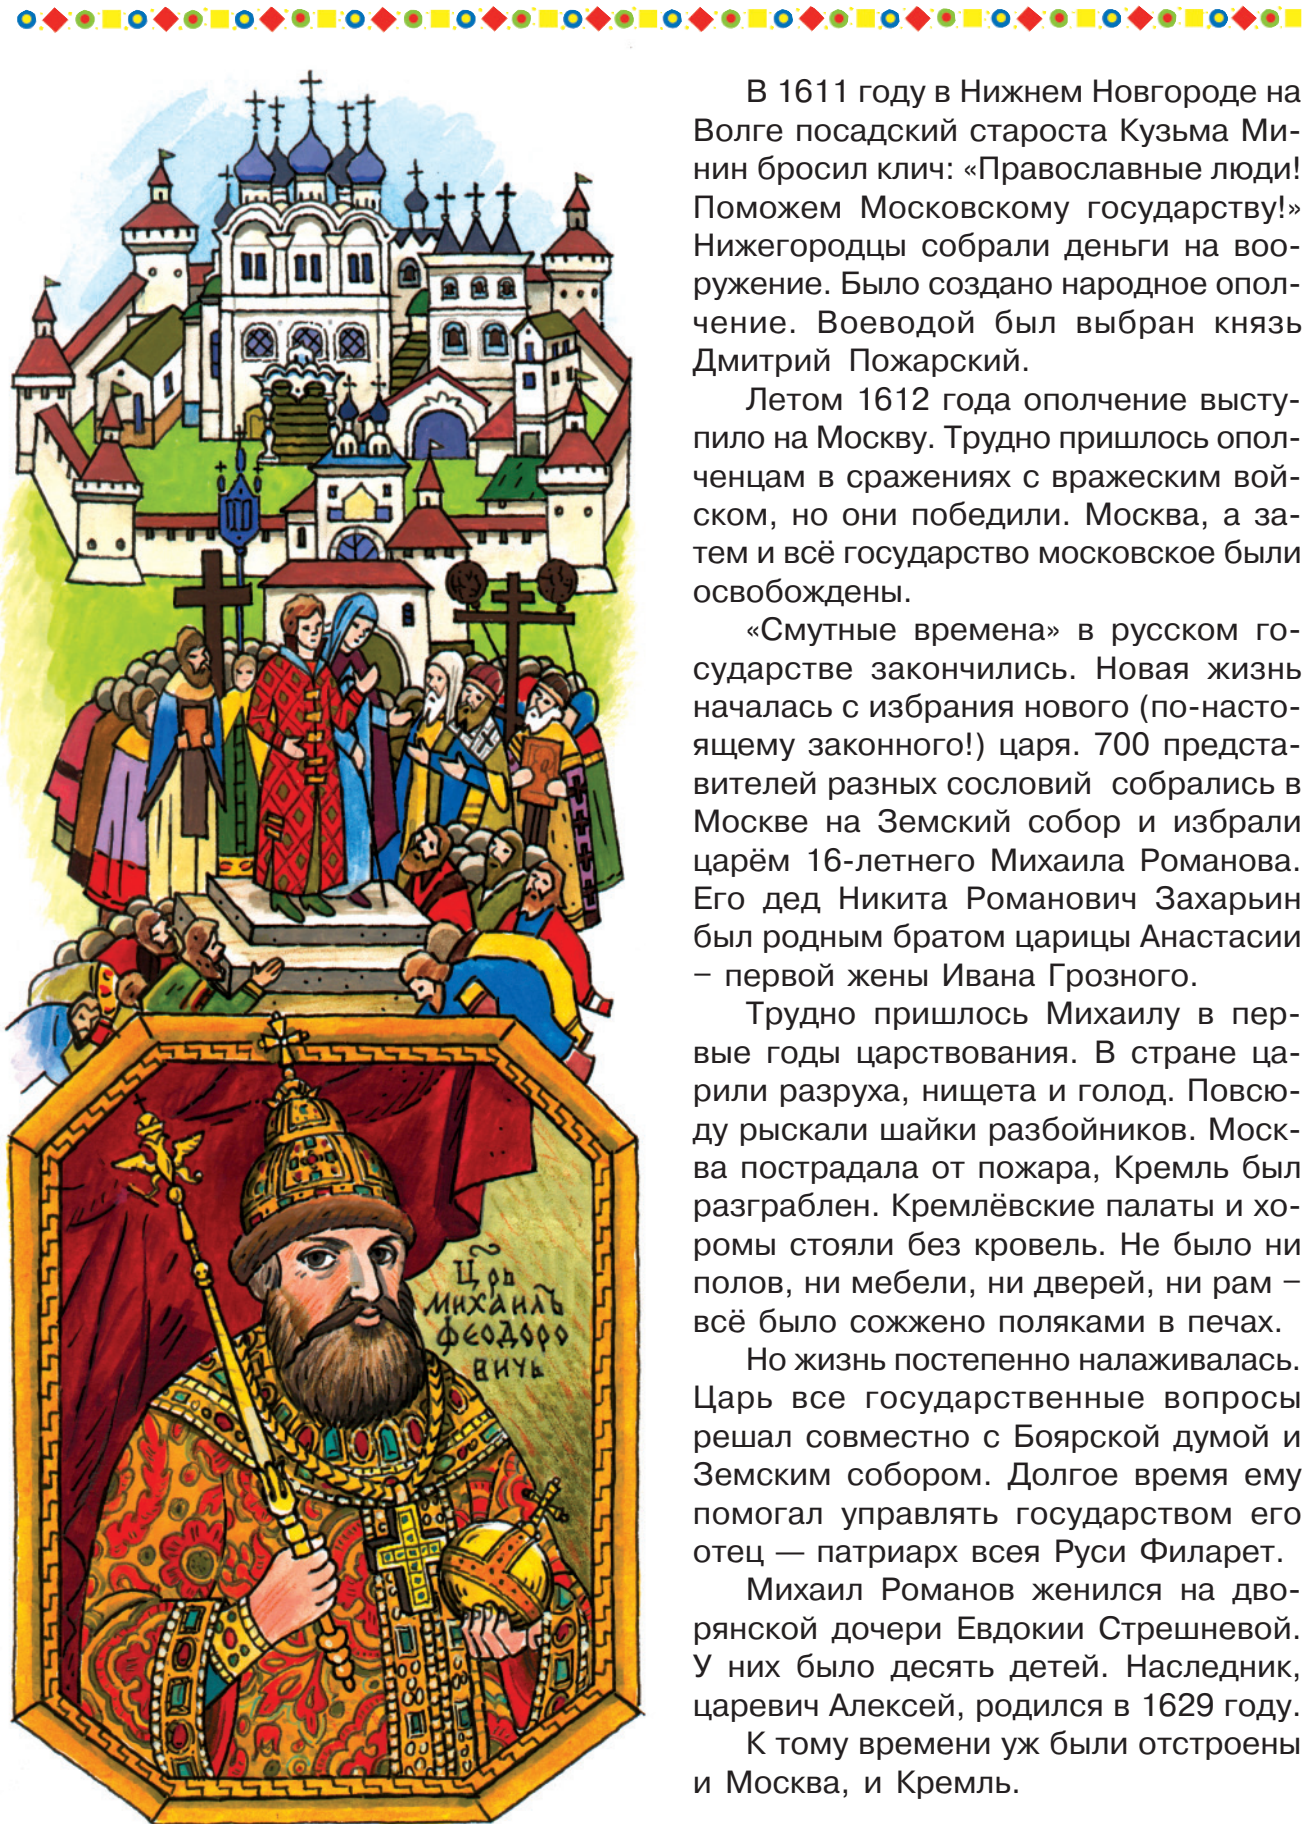 В 1611 году в Нижнем Новгороде на
Волге посадский староста Кузьма Ми-
нин бросил клич: «Православные люди!
Поможем Московскому государству!»
Нижегородцы собрали деньги на воо-
ружение. Было создано народное опол-
чение. Воеводой был выбран князь
Дмитрий Пожарский.
Летом 1612 года ополчение высту-
пило на Москву. Трудно пришлось опол-
ченцам в сражениях с вражеским вой-
ском, но они победили. Москва, а за-
тем и всё государство московское были
освобождены.
«Смутные времена» в русском го-
сударстве закончились. Новая жизнь
началась с избрания нового (по-насто-
ящему законного!) царя. 700 предста-
вителей разных сословий собрались в
Москве на Земский собор и избрали
царём 16-летнего Михаила Романова.
Его дед Никита Романович Захарьин
был родным братом царицы Анастасии
– первой жены Ивана Грозного.
Трудно пришлось Михаилу в пер-
вые годы царствования. В стране ца-
рили разруха, нищета и голод. Повсю-
ду рыскали шайки разбойников. Моск-
ва пострадала от пожара, Кремль был
разграблен. Кремлёвские палаты и хо-
ромы стояли без кровель. Не было ни
полов, ни мебели, ни дверей, ни рам –
всё было сожжено поляками в печах.
Но жизнь постепенно налаживалась.
Царь все государственные вопросы
решал совместно с Боярской думой и
Земским собором. Долгое время ему
помогал управлять государством его
отец — патриарх всея Руси Филарет.
Михаил Романов женился на дво-
рянской дочери Евдокии Стрешневой.
У них было десять детей. Наследник,
царевич Алексей, родился в 1629 году.
К тому времени уж были отстроены
и Москва, и Кремль.
Црь
Михаилъ
Феодоро
вичь